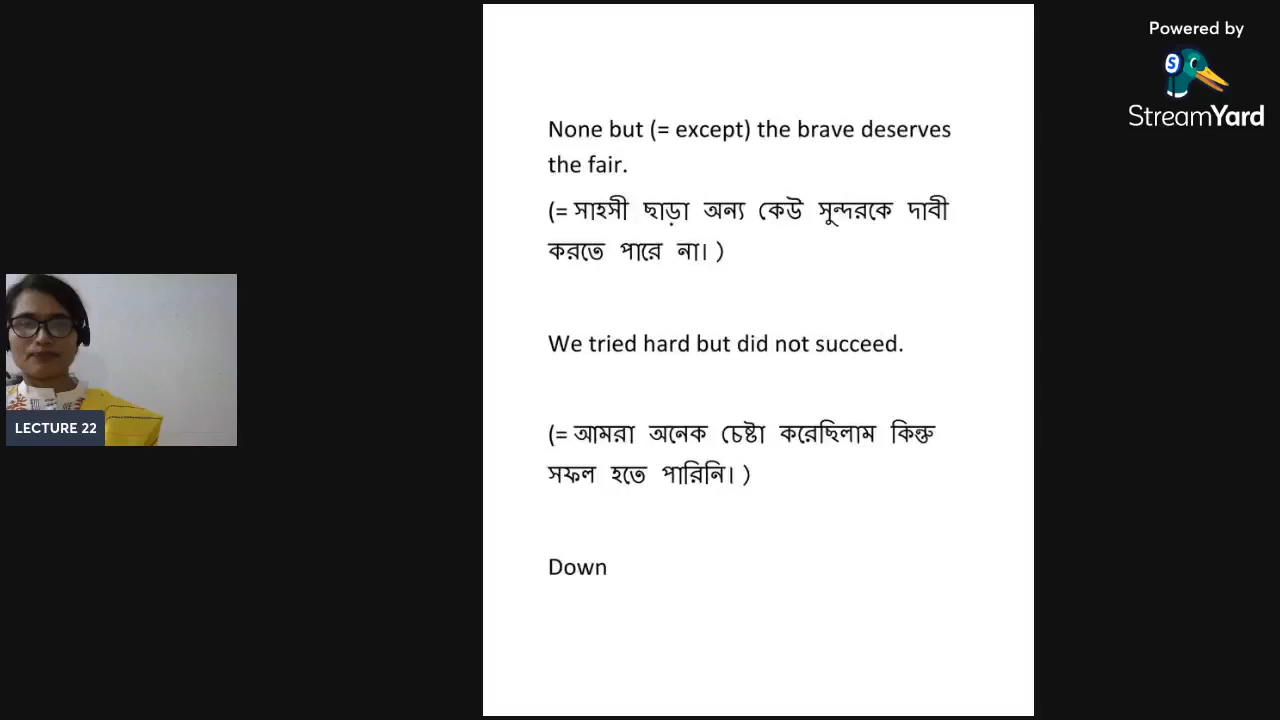 Powered by
StreamYard
None but (= except) the brave deserves
the fair.
(= সাহসী ছাড়া অন্য কেউ সুন্দরকে দাবী
করতে পারে না। )
We tried hard but did not succeed.
(= আমরা অনেক চেষ্টা করেছিলাম কিন্তু
সফল হতে পারিনি। )
Down
LECTURE 22